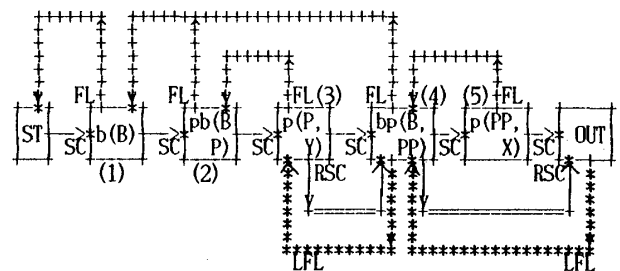 FL FL FL (3) FL (4) (5) FL
ST b(B) pb(B p(P, bp(B, p(PP, OUT
P) Y) PP) X)
SC SC SC SC SC SC
(1) (2) RSC RSC
LFL LFL